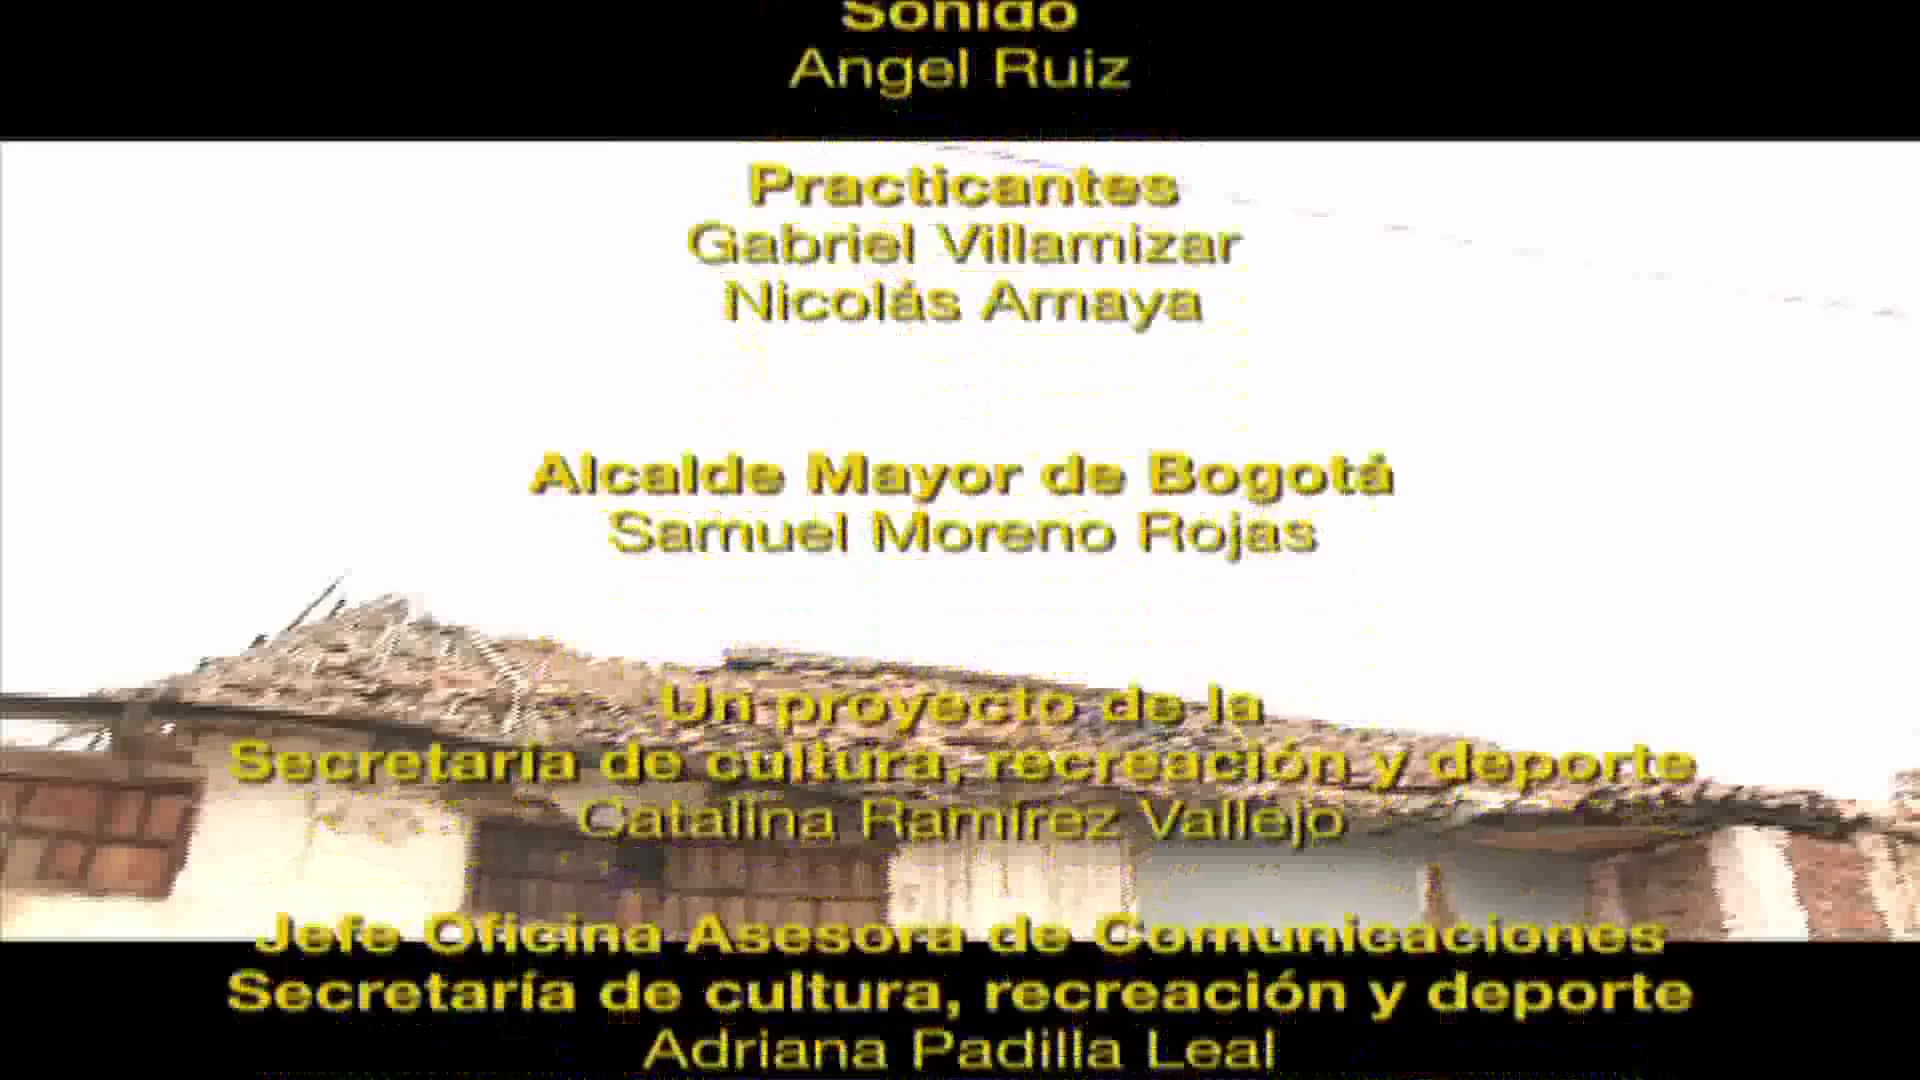 Sonido
Angel Ruiz
Practicantes
Gabriel Villamizar
Nicolás Amaya
Alcalde Mayor de Bogotá
Samuel Moreno Rojas
Un proyecto de la
Secretaría de cultura, recreación y deporte
Catalina Ramírez Vallejo
Jefe Oficina Asesora de Comunicaciones
Secretaría de cultura, recreación y deporte
Adriana Padilla Leal